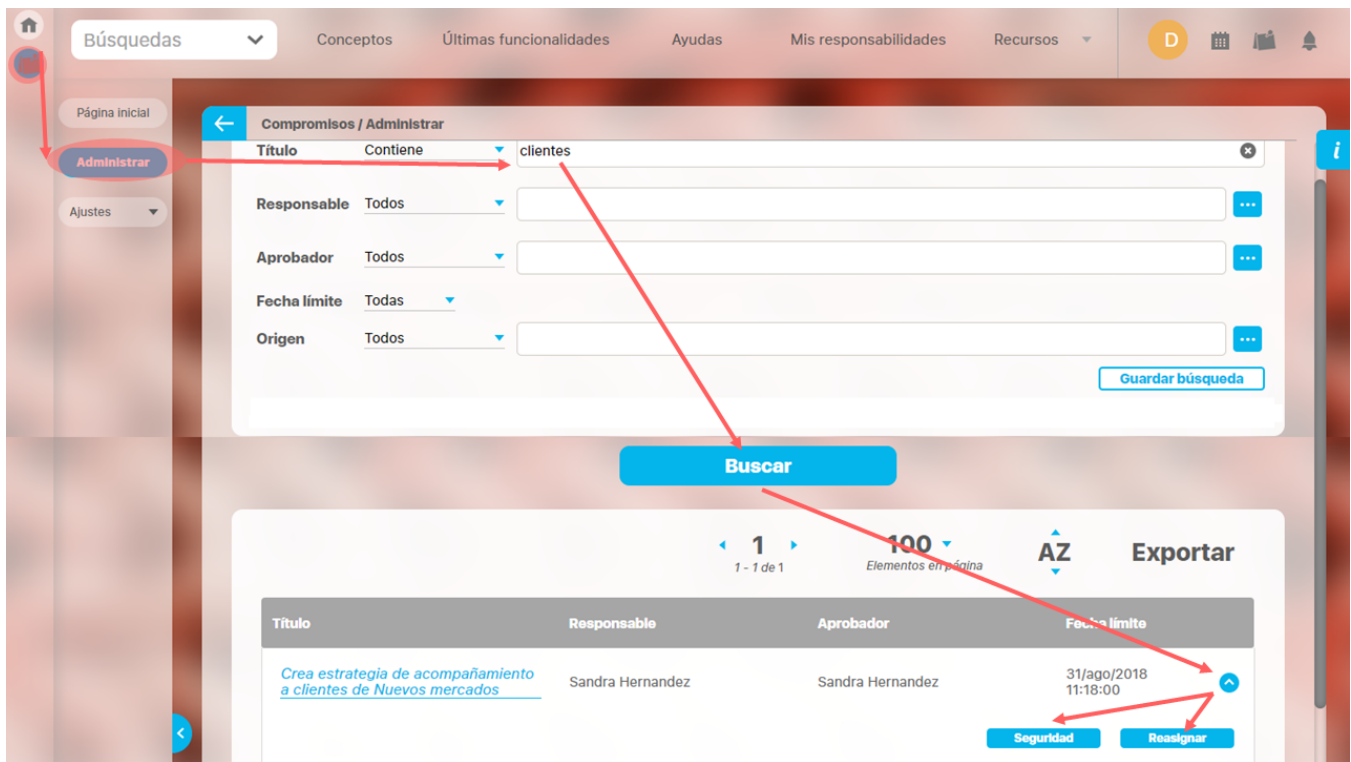 Búsquedas Conceptos Últimas funcionalidades Ayudas Mis responsabilidades Recursos D
Página inicial
Administrar
Ajustes
Compromisos / Administrar
Título Contiene clientes
Responsable Todos
Aprobador Todos
Fecha límite Todas
Origen Todos
Guardar búsqueda
i
Buscar
1 100 AZ Exportar
1 - 1 de 1 Elementos en página
Título Responsable Aprobador Fecha límite
Crea estrategia de acompañamiento
a clientes de Nuevos mercados
Sandra Hernandez Sandra Hernandez
31/ago/2018
11:18:00
Seguridad Reasignar